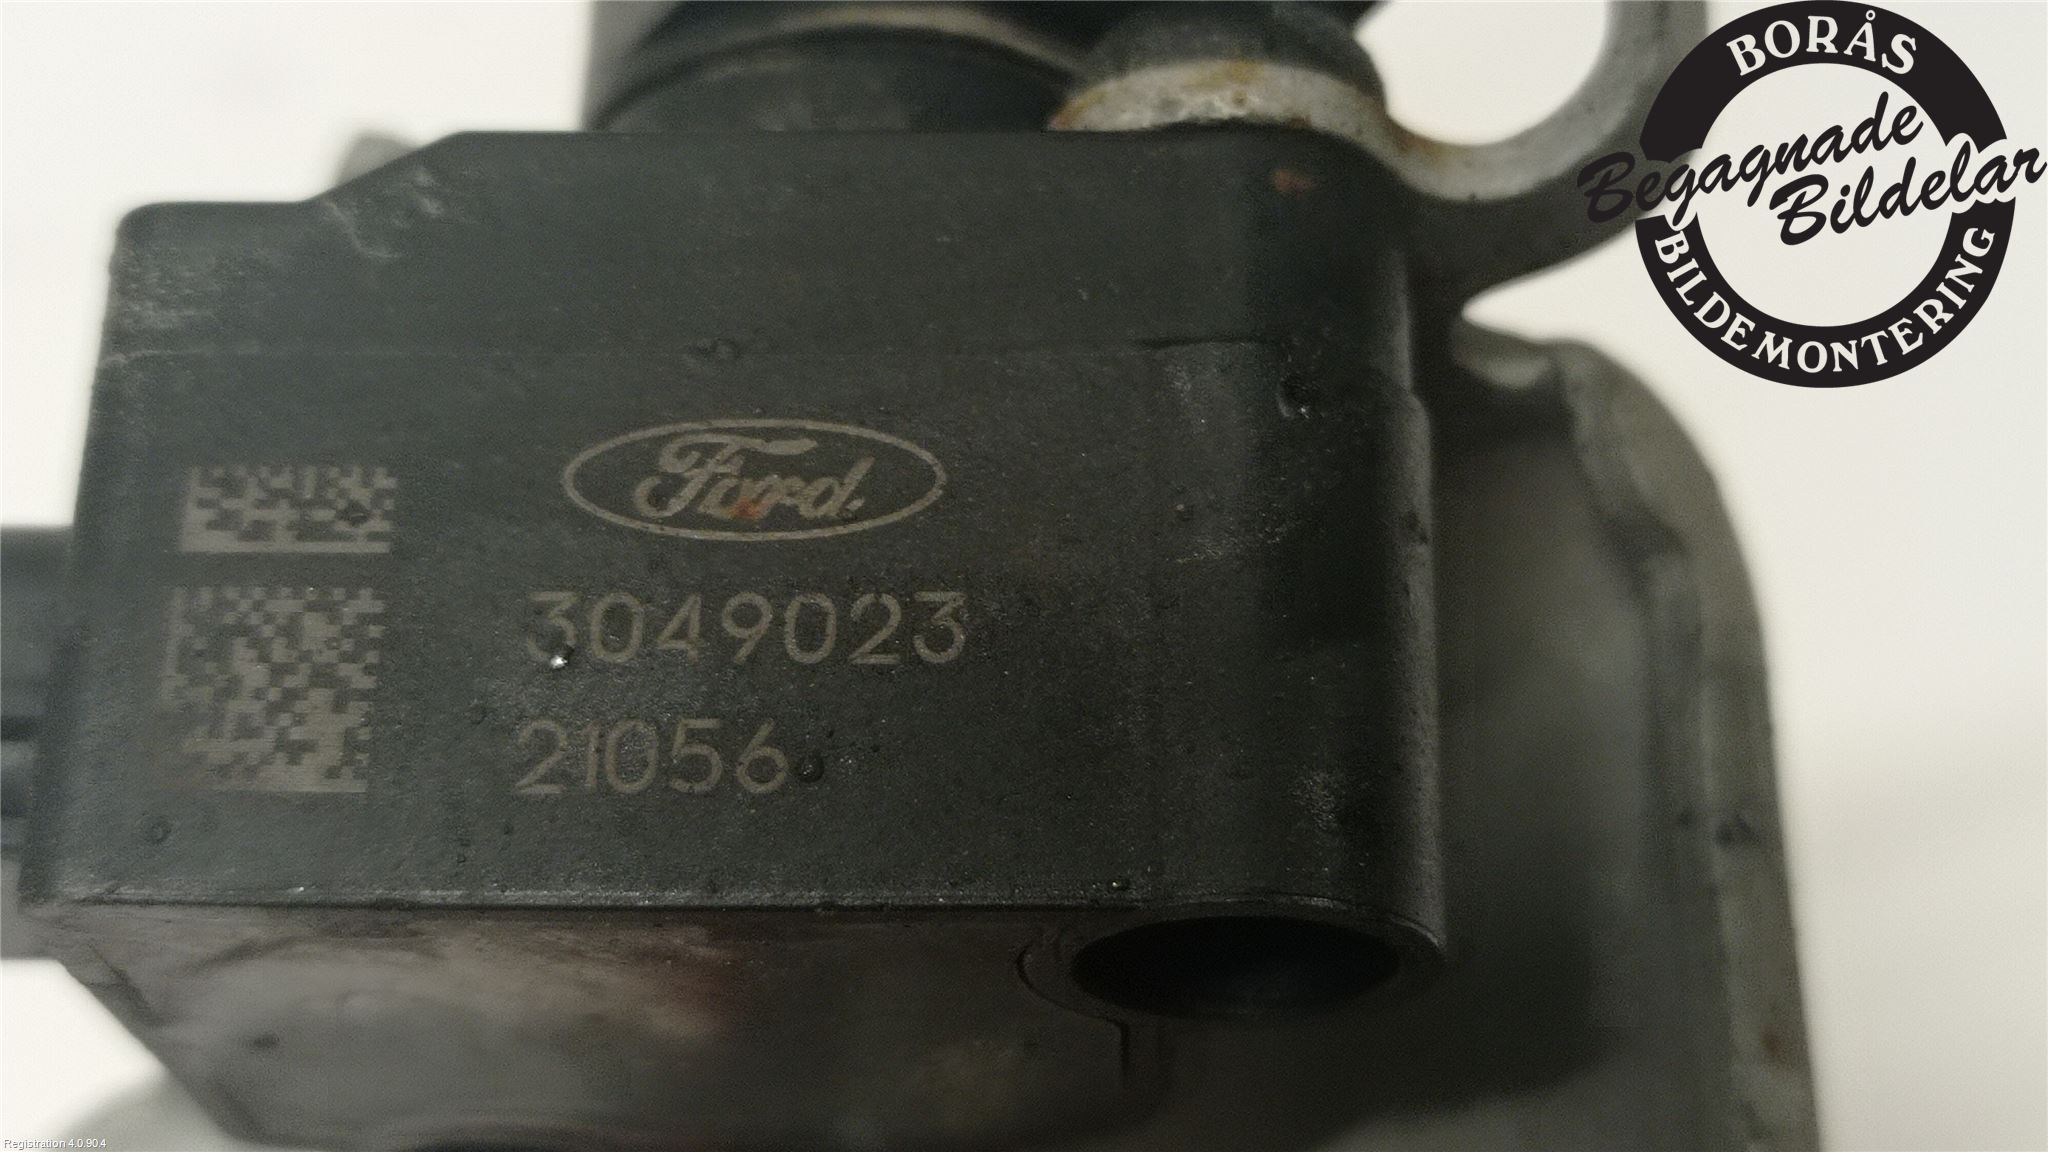 BORÅS
Begagnade
Bildelar
BILDEMONTERING
Ford
3049023
21056
Registration 4.0.90.4